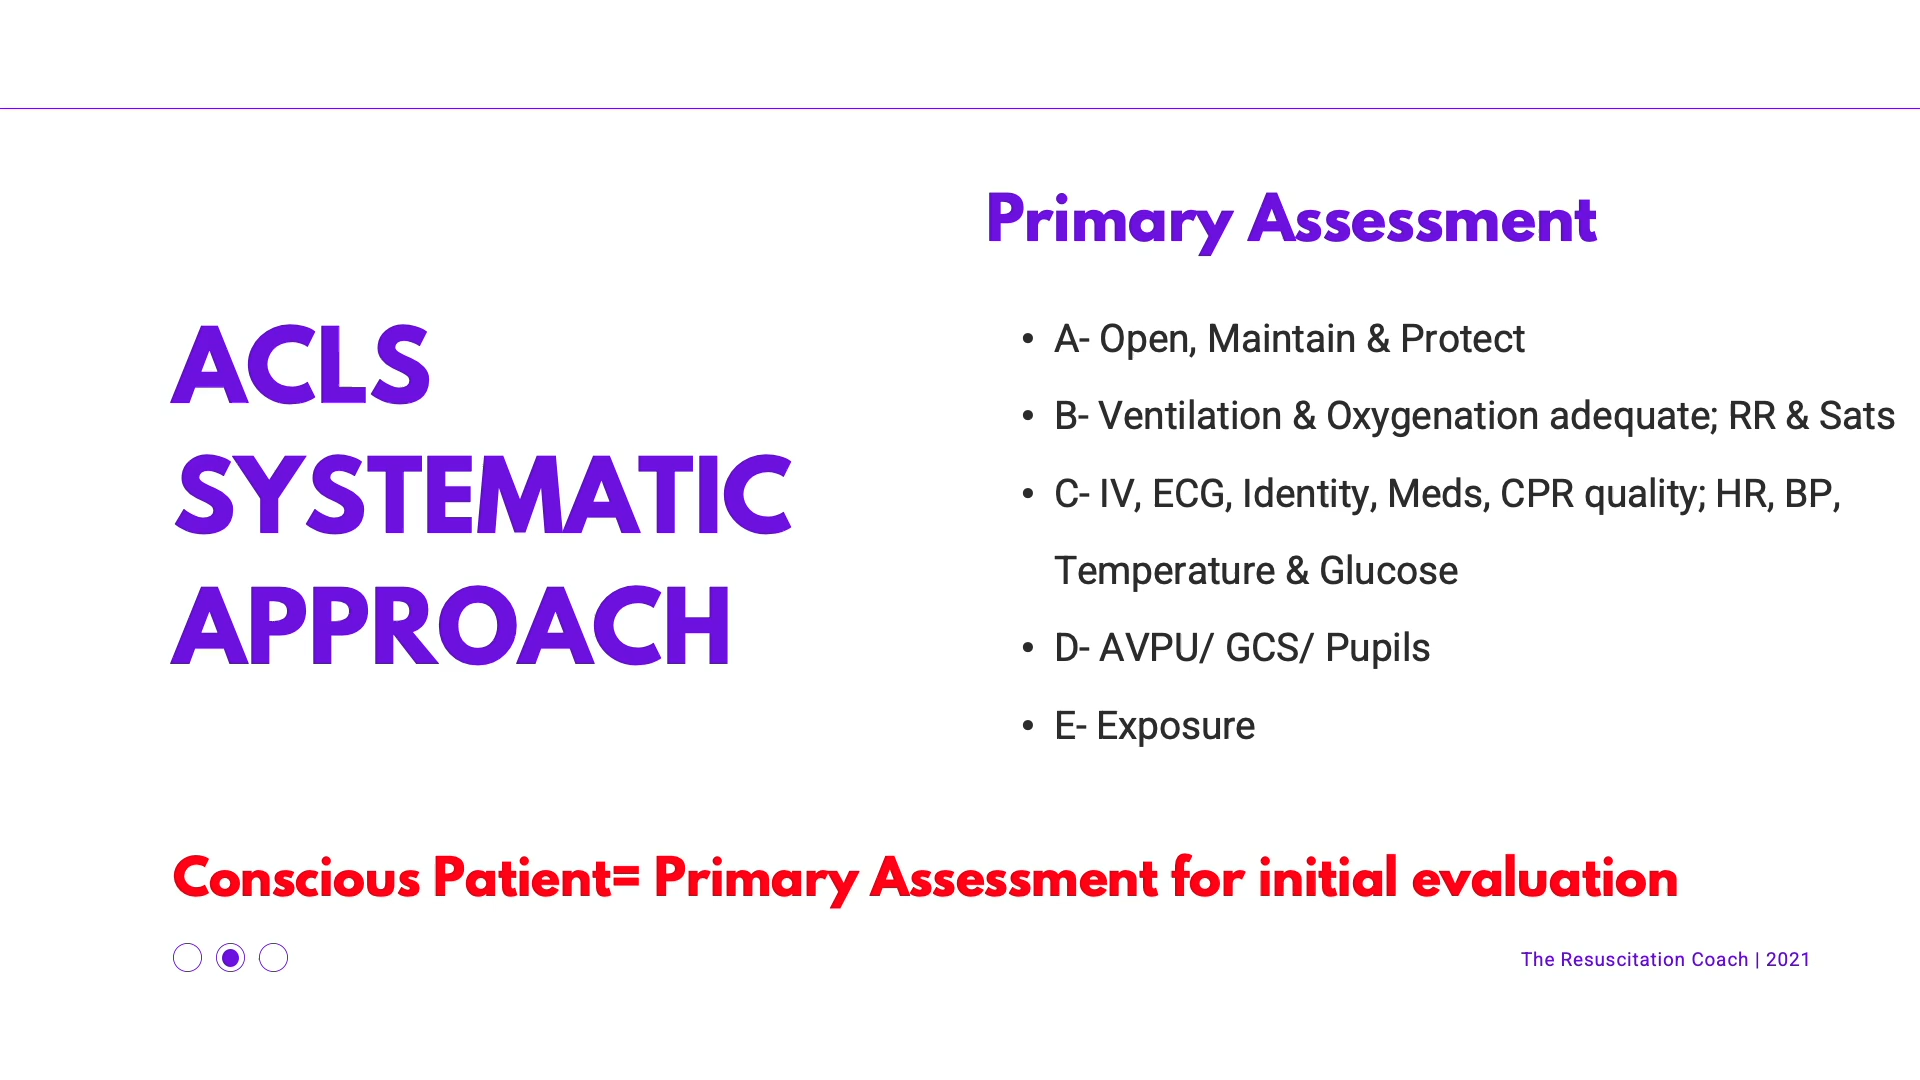 ACLS
SYSTEMATIC
APPROACH
Primary Assessment
• A- Open, Maintain & Protect
• B- Ventilation & Oxygenation adequate; RR & Sats
• C- IV, ECG, Identity, Meds, CPR quality; HR, BP,
Temperature & Glucose
• D- AVPU/ GCS/ Pupils
• E- Exposure
Conscious Patient= Primary Assessment for initial evaluation
The Resuscitation Coach | 2021